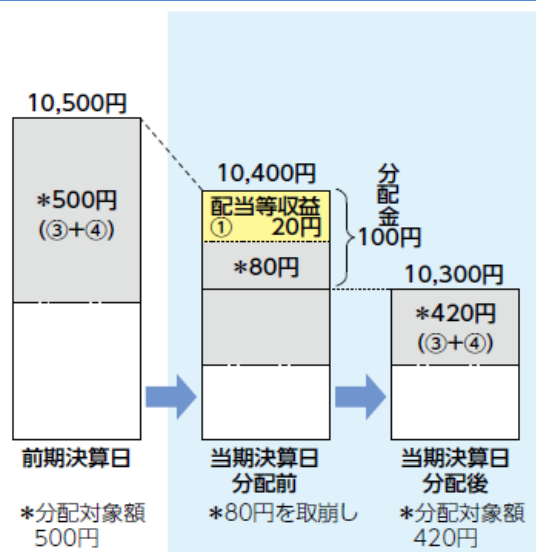 10,500円
*500円
(③+④)
前期決算日
*分配対象額
500円
10,400円
配当等収益
① 20円
*80円
分配金
100円
当期決算日
分配前
*80円を取崩し
10,300円
*420円
(③+④)
当期決算日
分配後
*分配対象額
420円